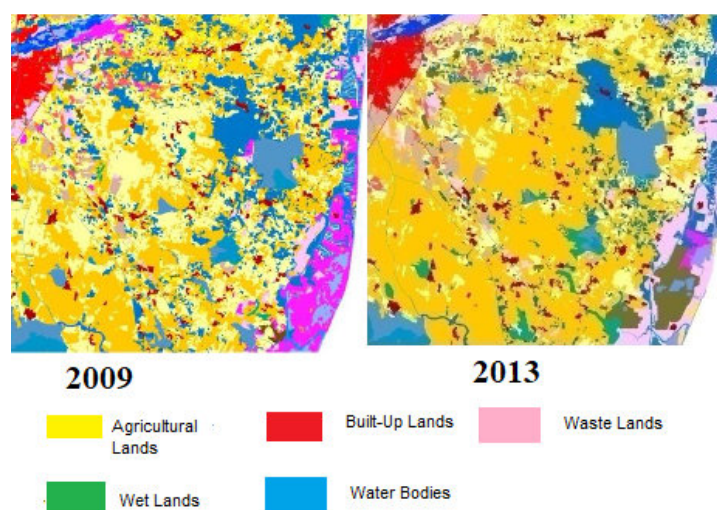 2009
2013
Agricultural
Lands
Built-Up Lands
Waste Lands
Wet Lands
Water Bodies